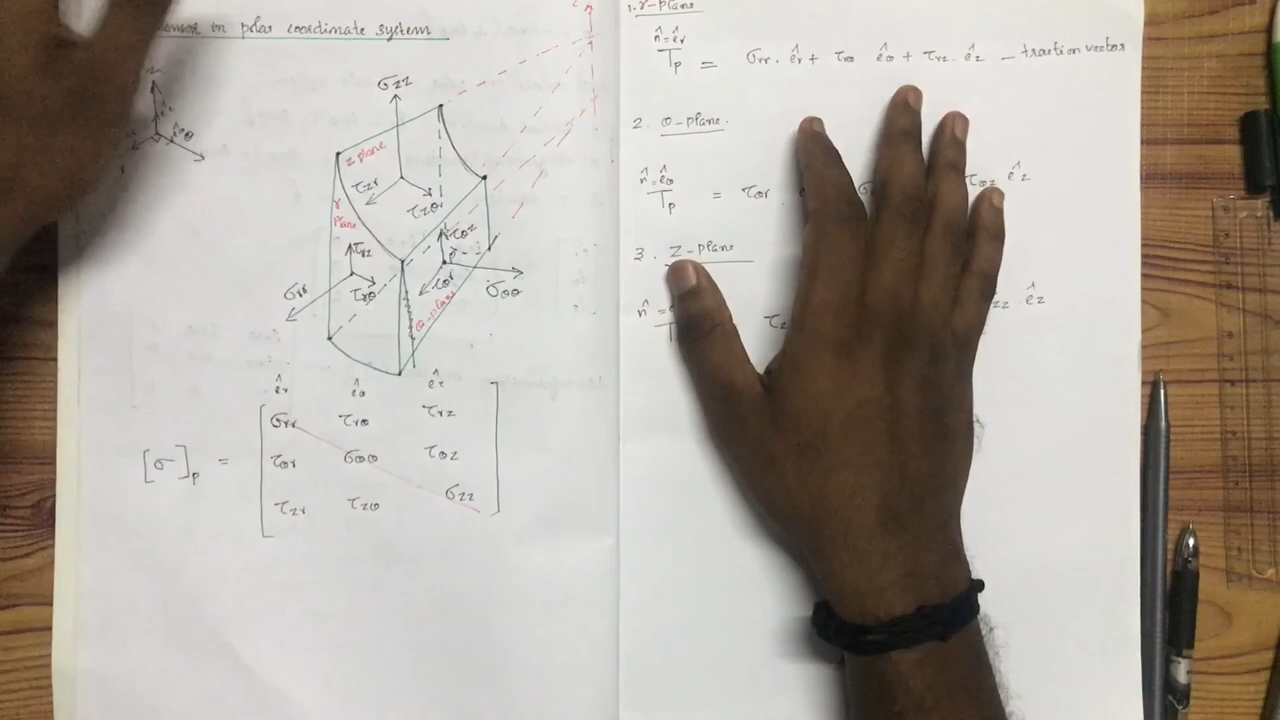 in polar coordinate system
σzz
z plane
τzr
τzθ
r
plane
τrz
τrθ
σrr
τθz
P
τθr
σθθ
θ-plane
êr êθ êz
[σ]p = [ σrr τrθ τrz
τθr σθθ τθz
τzr τzθ σzz ]
1. r-plane
n̂=êr
Tp = σrr . êr + τrθ êθ + τrz . êz – traction vector
2. θ-plane.
n̂=êθ
Tp = τθr . τθz êz
3. Z-plane
n̂ =
zz . êz